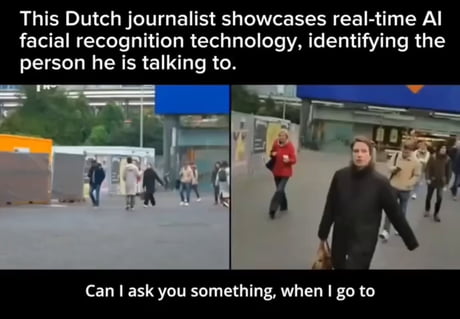 This Dutch journalist showcases real-time AI
facial recognition technology, identifying the
person he is talking to.
Can I ask you something, when I go to